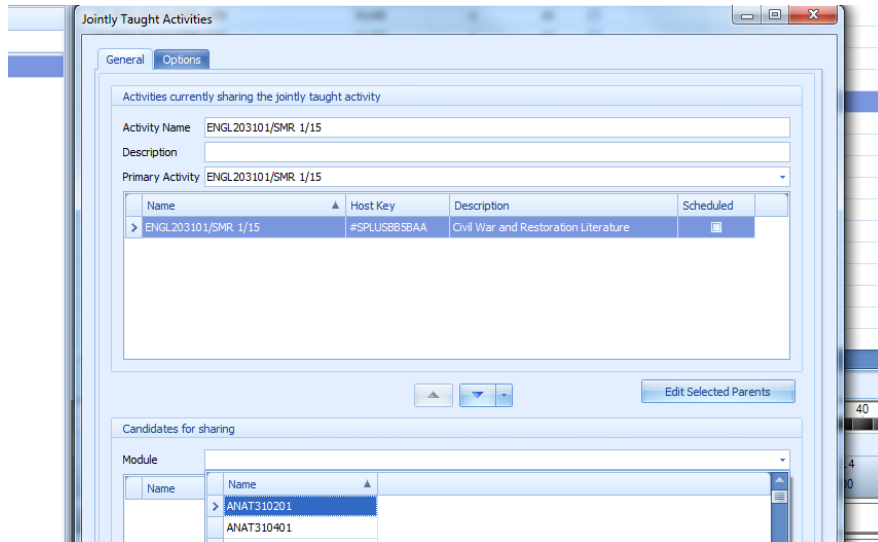 Jointly Taught Activities
General Options
Activities currently sharing the jointly taught activity
Activity Name ENGL203101/SMR 1/15
Description
Primary Activity ENGL203101/SMR 1/15
Name Host Key Description Scheduled
ENGL203101/SMR 1/15 #SPLUSBB5BAA Civil War and Restoration Literature
Edit Selected Parents
40
Candidates for sharing
Module
Name Name
ANAT310201
ANAT310401